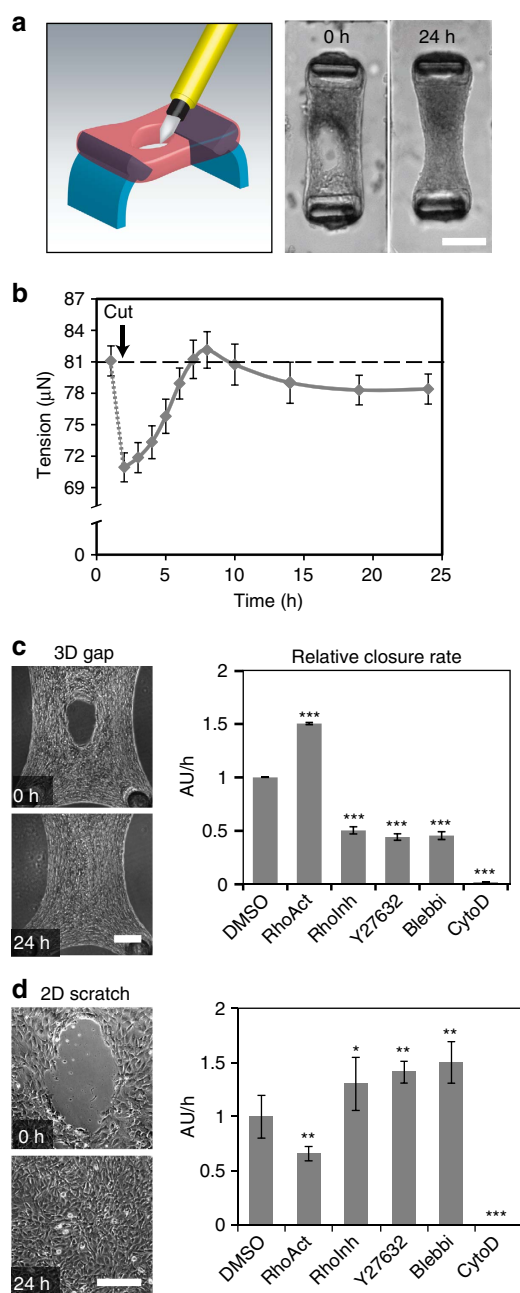 a
0 h
24 h
b
87
84
81
78
75
72
69
0
Tension (μN)
Cut
0
5
10
15
20
25
Time (h)
c
3D gap
0 h
24 h
Relative closure rate
AU/h
2
1.5
1
0.5
0
***
***
***
***
***
DMSO
RhoAct
RhoInh
Y27632
Blebbi
CytoD
d
2D scratch
0 h
24 h
AU/h
2
1.5
1
0.5
0
**
*
**
**
***
DMSO
RhoAct
RhoInh
Y27632
Blebbi
CytoD